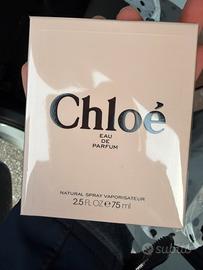 Chloé
EAU
DE
PARFUM
NATURAL SPRAY VAPORISATEUR
2.5 FL.OZ ℮ 75 ml
subito